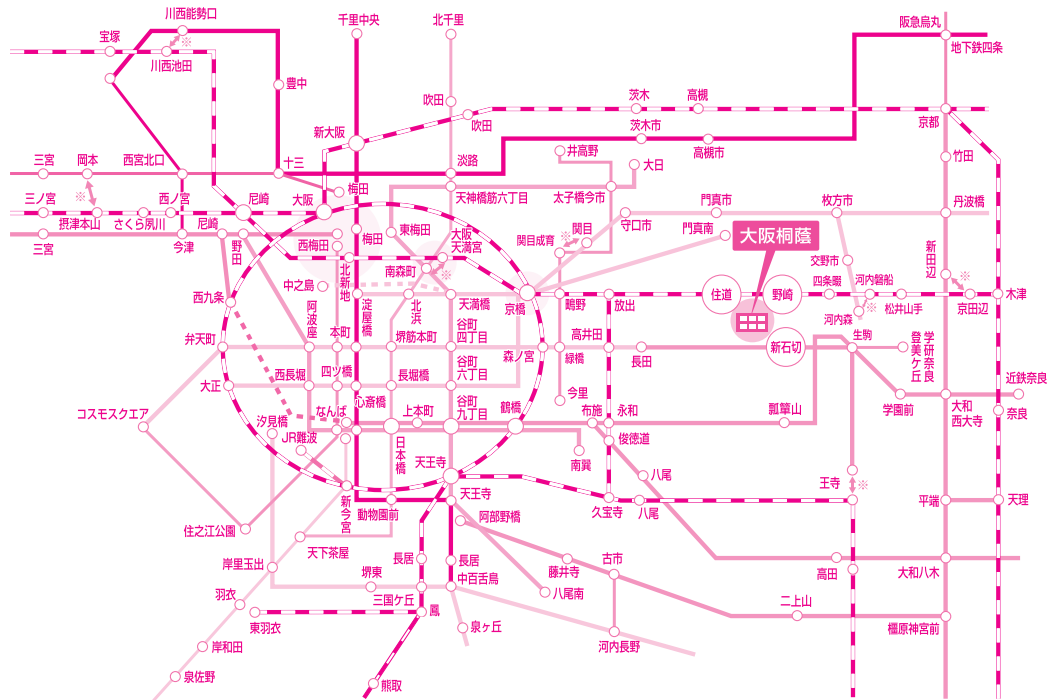 川西能勢口
千里中央
北千里
阪急烏丸
宝塚
※
地下鉄四条
川西池田
豊中
吹田
茨木
高槻
吹田
新大阪
茨木市
京都
高槻市
井高野
竹田
三宮
岡本
西宮北口
十三
淡路
大日
梅田
天神橋筋六丁目
太子橋今市
※
三ノ宮
西ノ宮
尼崎
大阪
門真市
枚方市
丹波橋
摂津本山
さくら夙川
尼崎
東梅田
大阪
天満宮
関目
守口市
門真南
大阪桐蔭
三宮
今津
野田
西梅田
梅田
関目成育
※
新田辺
交野市
北新地
南森町
※
四条畷
河内磐船
※
中之島
西九条
阿波座
淀屋橋
北浜
天満橋
京橋
鴫野
放出
住道
野崎
松井山手
京田辺
木津
河内森
※
弁天町
本町
堺筋本町
谷町
四丁目
高井田
森ノ宮
緑橋
長田
新石切
生駒
登美ケ丘
学研奈良
西長堀
四ツ橋
長堀橋
谷町
六丁目
大正
近鉄奈良
コスモスクエア
なんば
心斎橋
上本町
谷町
九丁目
鶴橋
今里
布施
永和
瓢箪山
学園前
大和
西大寺
奈良
汐見橋
JR難波
日本橋
俊徳道
南巽
天王寺
八尾
王寺
※
新今宮
動物園前
天王寺
久宝寺
八尾
平端
天理
住之江公園
天下茶屋
阿部野橋
岸里玉出
長居
長居
藤井寺
古市
高田
大和八木
堺東
中百舌鳥
羽衣
三国ケ丘
八尾南
二上山
東羽衣
鳳
泉ヶ丘
橿原神宮前
岸和田
河内長野
泉佐野
熊取